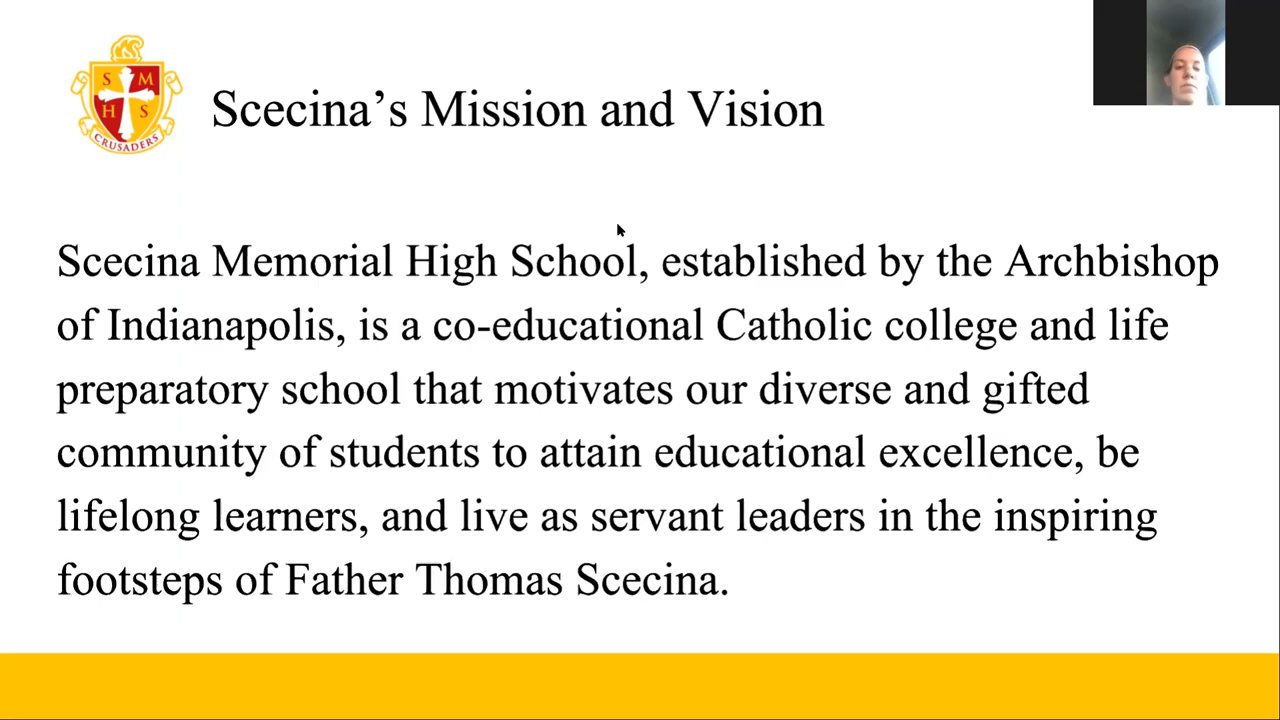 S M
H S
CRUSADERS
Scecina’s Mission and Vision
Scecina Memorial High School, established by the Archbishop
of Indianapolis, is a co-educational Catholic college and life
preparatory school that motivates our diverse and gifted
community of students to attain educational excellence, be
lifelong learners, and live as servant leaders in the inspiring
footsteps of Father Thomas Scecina.